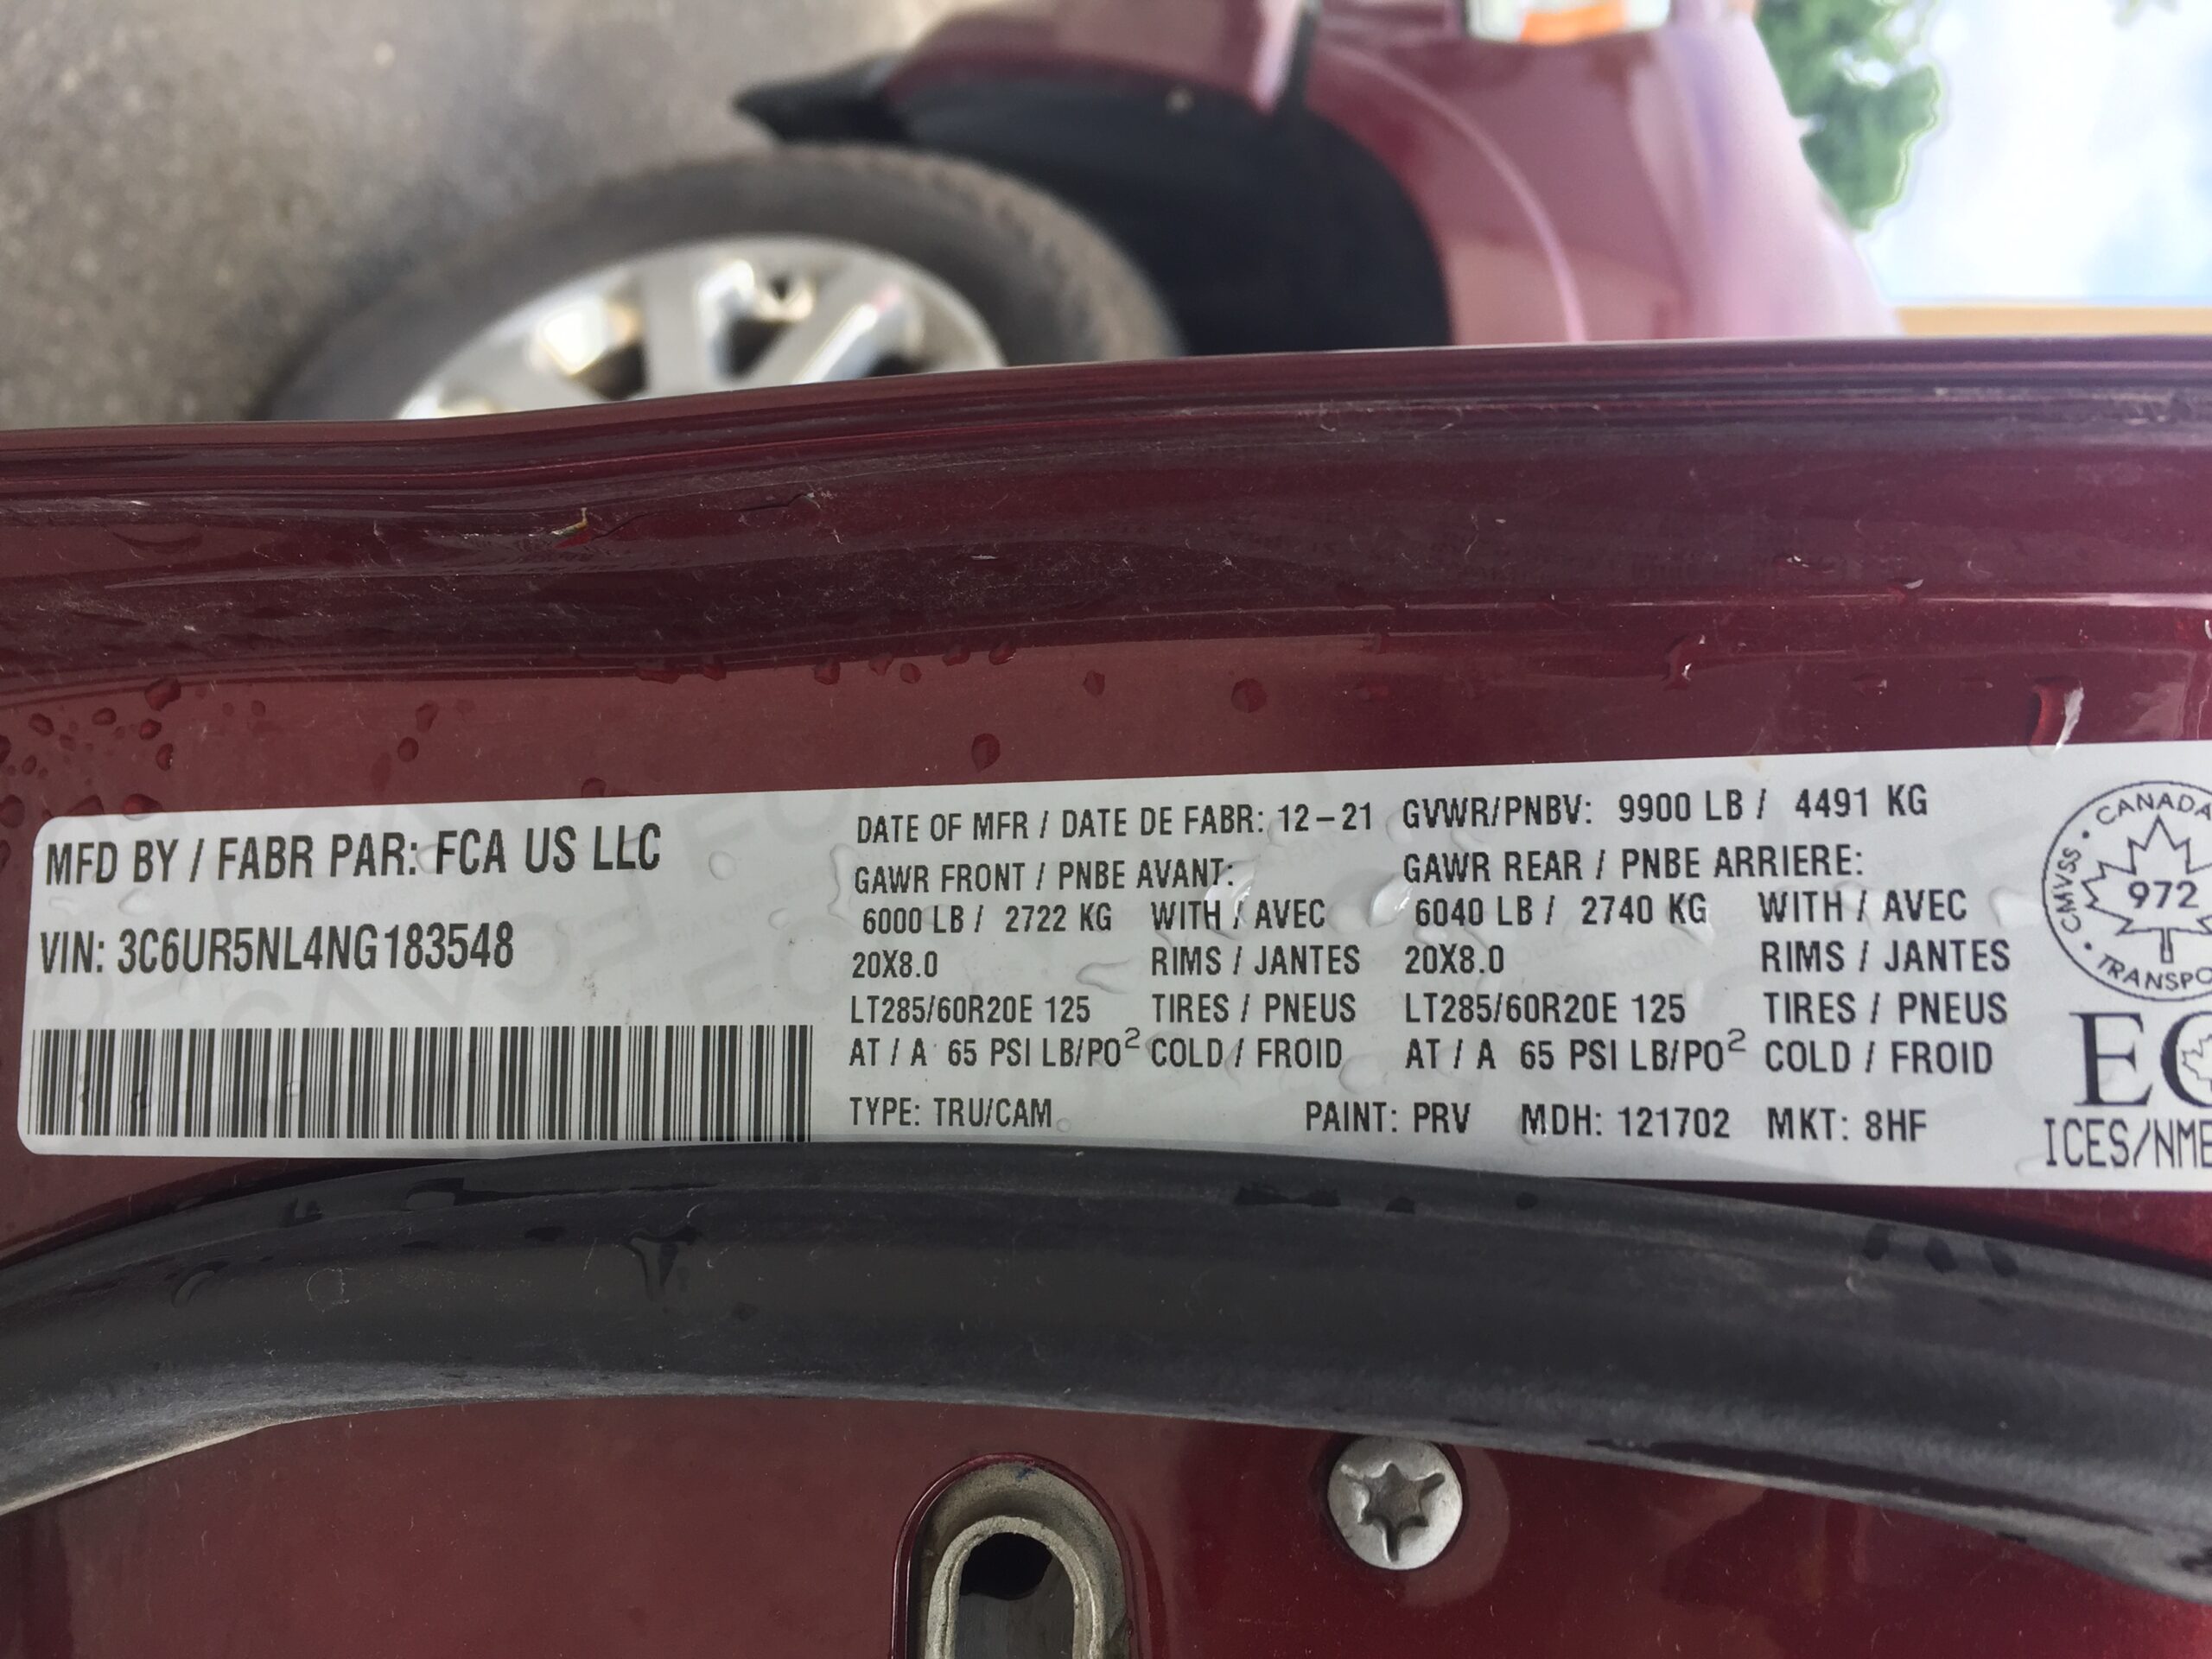 MFD BY / FABR PAR: FCA US LLC
VIN: 3C6UR5NL4NG183548
DATE OF MFR / DATE DE FABR: 12-21 GVWR/PNBV: 9900 LB / 4491 KG
GAWR FRONT / PNBE AVANT: GAWR REAR / PNBE ARRIERE:
6000 LB / 2722 KG WITH / AVEC 6040 LB / 2740 KG WITH / AVEC
20X8.0 RIMS / JANTES 20X8.0 RIMS / JANTES
LT285/60R20E 125 TIRES / PNEUS LT285/60R20E 125 TIRES / PNEUS
AT / A 65 PSI LB/PO² COLD / FROID AT / A 65 PSI LB/PO² COLD / FROID
TYPE: TRU/CAM PAINT: PRV MDH: 121702 MKT: 8HF
CANADA
972
CMVSS
TRANSPO
EC
ICES/NME